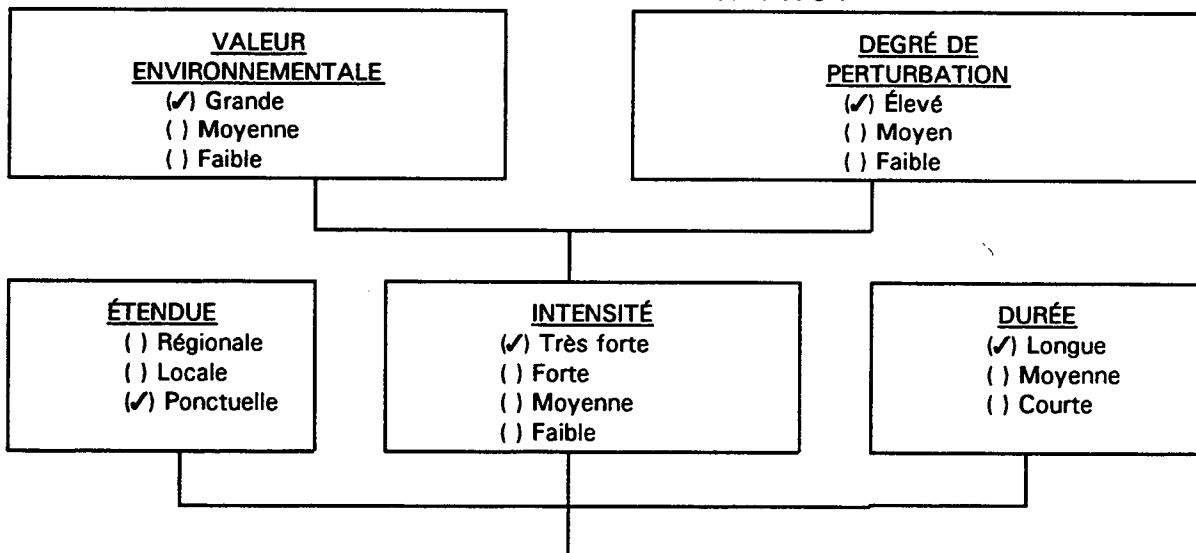 VALEUR
ENVIRONNEMENTALE
(✓) Grande
( ) Moyenne
( ) Faible
DEGRÉ DE
PERTURBATION
(✓) Élevé
( ) Moyen
( ) Faible
ÉTENDUE
( ) Régionale
( ) Locale
(✓) Ponctuelle
INTENSITÉ
(✓) Très forte
( ) Forte
( ) Moyenne
( ) Faible
DURÉE
(✓) Longue
( ) Moyenne
( ) Courte